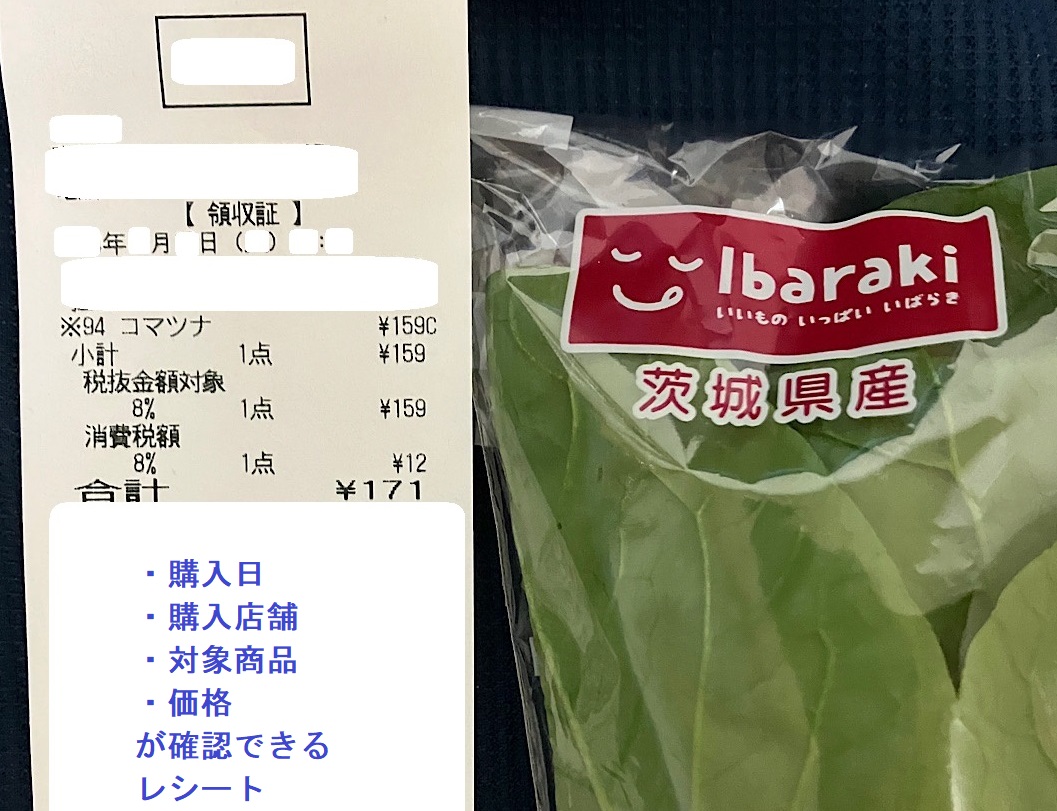 【 領収証 】
年 月 日 ( ) :
※94 コマツナ ¥159C
小計 1点 ¥159
税抜金額対象
8% 1点 ¥159
消費税額
8% 1点 ¥12
合計 ¥171
・購入日
・購入店舗
・対象商品
・価格
が確認できる
レシート
Ibaraki
いいもの いっぱい いばらき
茨城県産